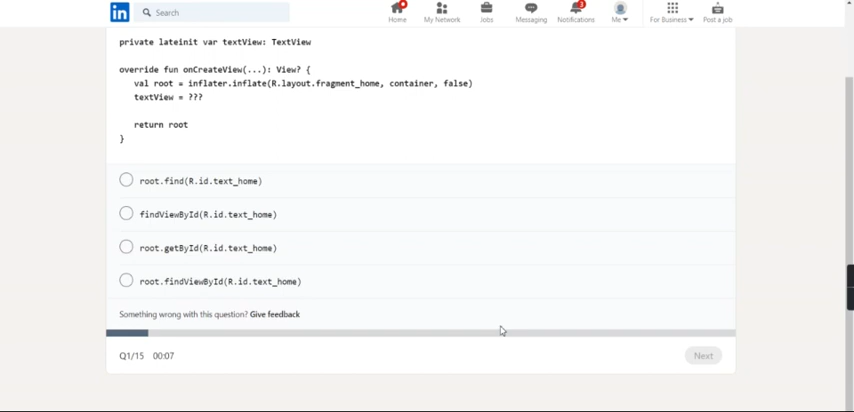 in
Search
Home
My Network
Jobs
Messaging
3
Notifications
Me
For Business
Post a job
private lateinit var textView: TextView
override fun onCreateView(...): View? {
val root = inflater.inflate(R.layout.fragment_home, container, false)
textView = ???
return root
}
root.find(R.id.text_home)
findViewById(R.id.text_home)
root.getById(R.id.text_home)
root.findViewById(R.id.text_home)
Something wrong with this question? Give feedback
Q1/15 00:07
Next